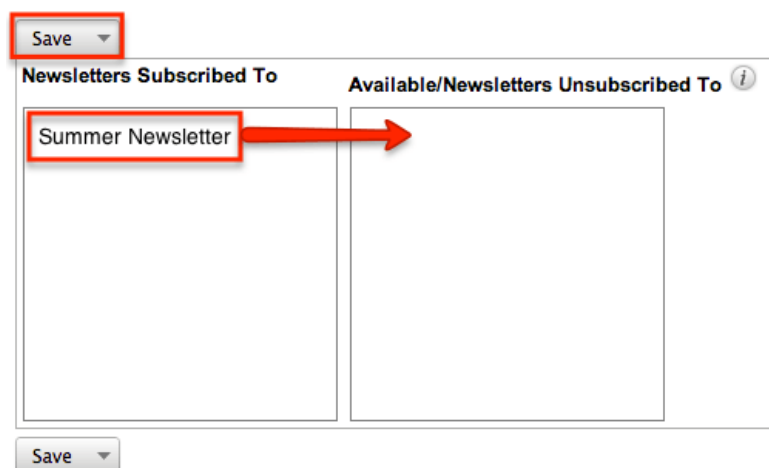 Save
Newsletters Subscribed To
Available/Newsletters Unsubscribed To i
Summer Newsletter
Save